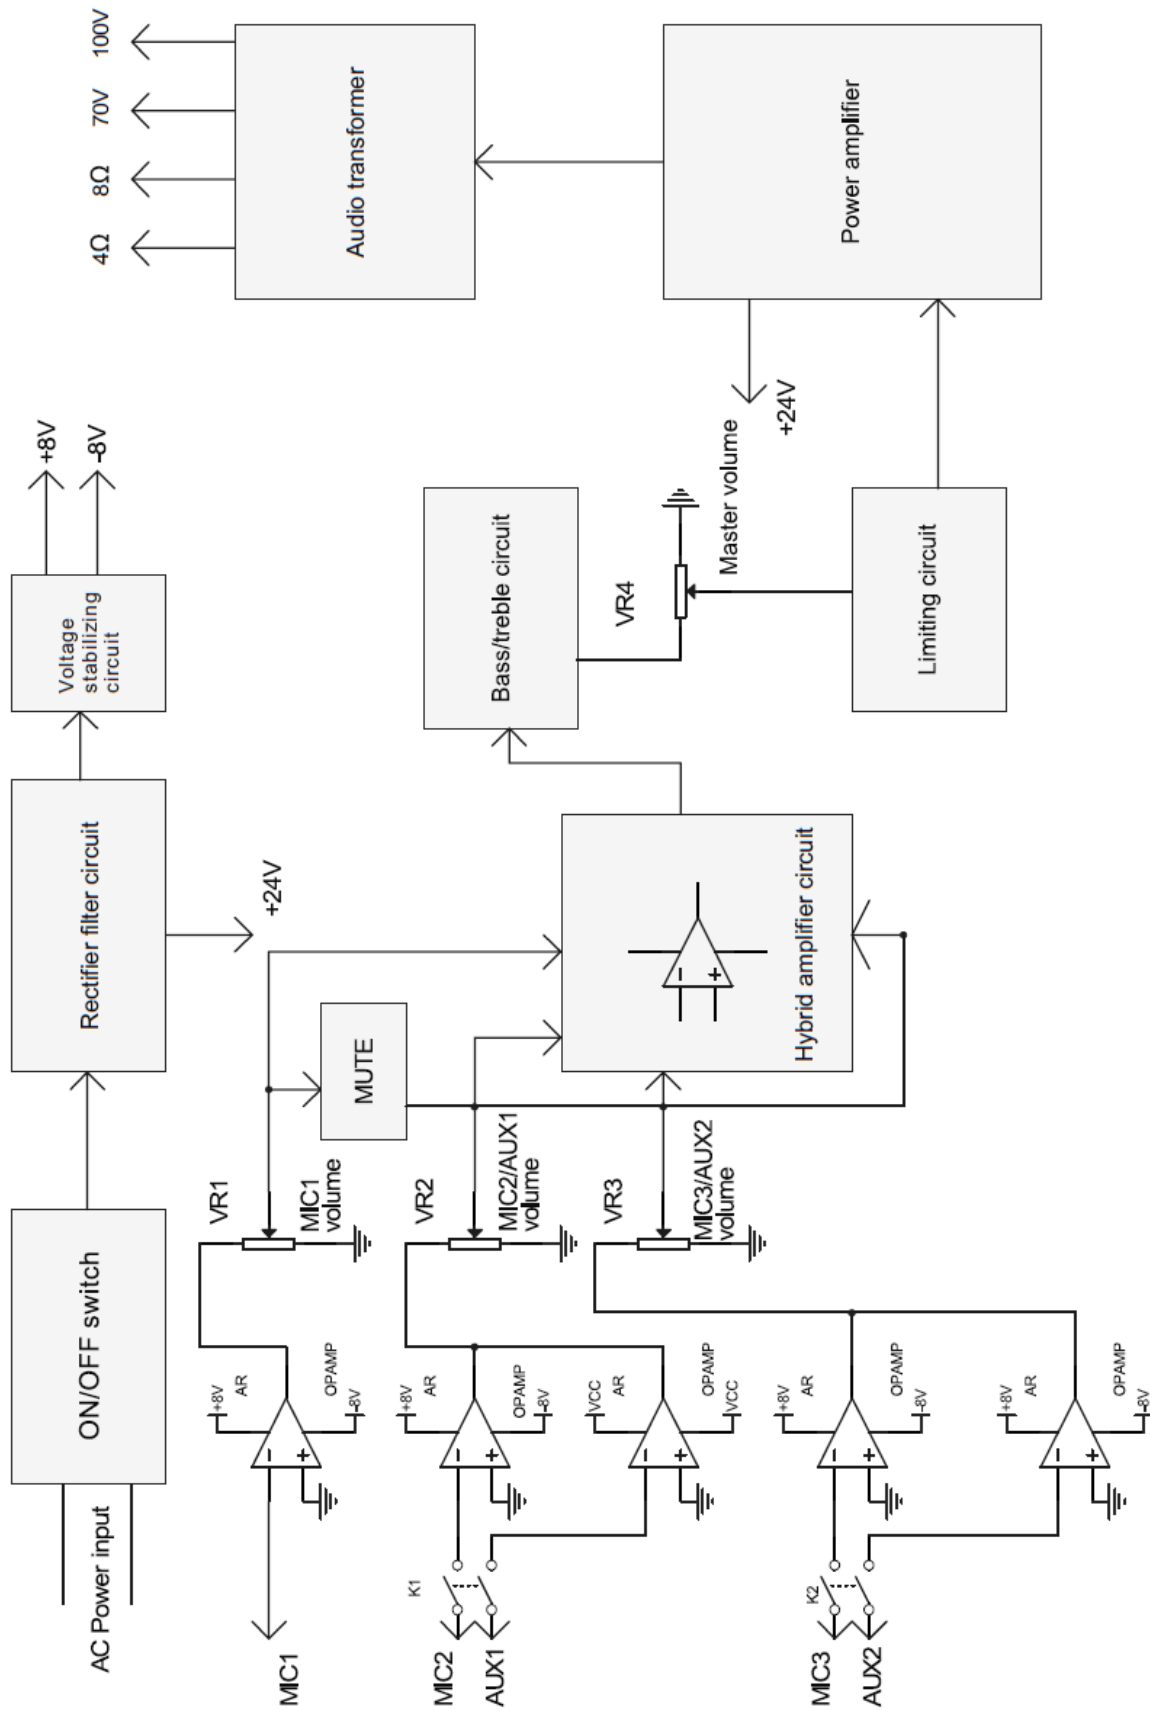 AC Power input
ON/OFF switch
Rectifier filter circuit
+24V
Voltage
stabilizing
circuit
+8V
-8V
MIC1
+8V
AR
OPAMP
-8V
VR1
MIC1
volume
MUTE
MIC2
AUX1
K1
+8V
AR
OPAMP
-8V
VCC
AR
OPAMP
VCC
VR2
MIC2/AUX1
volume
MIC3
AUX2
K2
+8V
AR
OPAMP
-8V
+8V
AR
OPAMP
-8V
VR3
MIC3/AUX2
volume
Hybrid amplifier circuit
Bass/treble circuit
VR4
Master volume
Limiting circuit
+24V
Power amplifier
Audio transformer
4Ω
8Ω
70V
100V